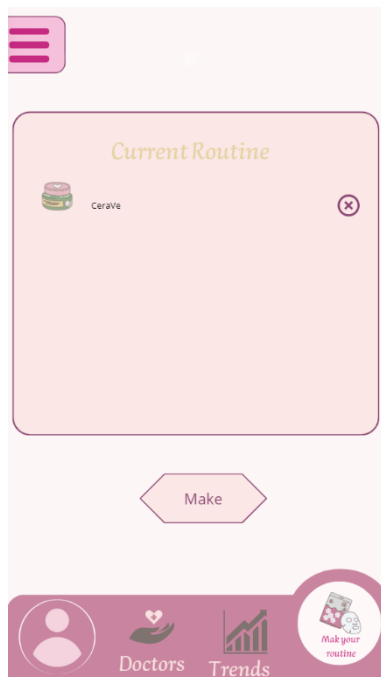 Current Routine
CeraVe
Make
Doctors
Trends
Mak your
routine